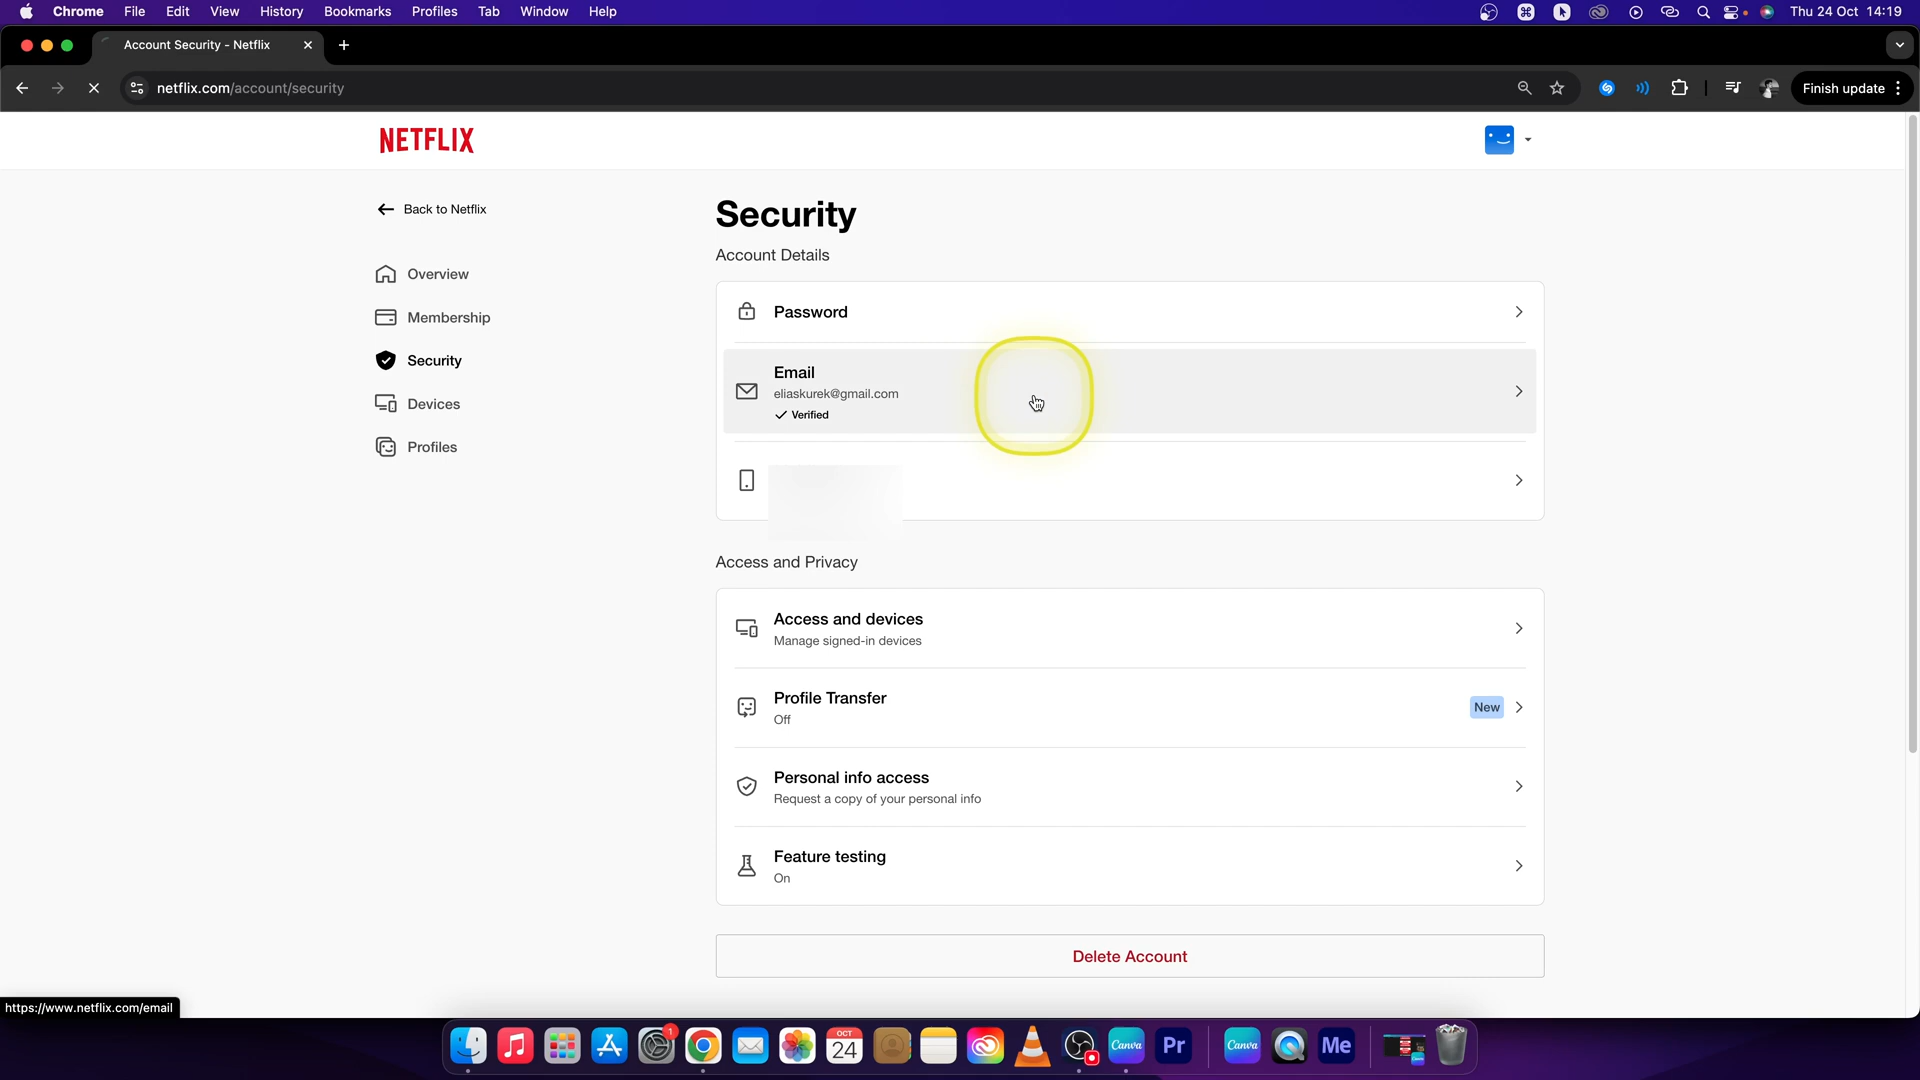 Chrome File Edit View History Bookmarks Profiles Tab Window Help Thu 24 Oct 14:19
Account Security - Netflix
netflix.com/account/security Finish update
NETFLIX
Back to Netflix
Overview
Membership
Security
Devices
Profiles
Security
Account Details
Password
Email
eliaskurek@gmail.com
Verified
Access and Privacy
Access and devices
Manage signed-in devices
Profile Transfer
Off
New
Personal info access
Request a copy of your personal info
Feature testing
On
Delete Account
https://www.netflix.com/email
1
OCT
24
Canva
Pr
Canva
Me